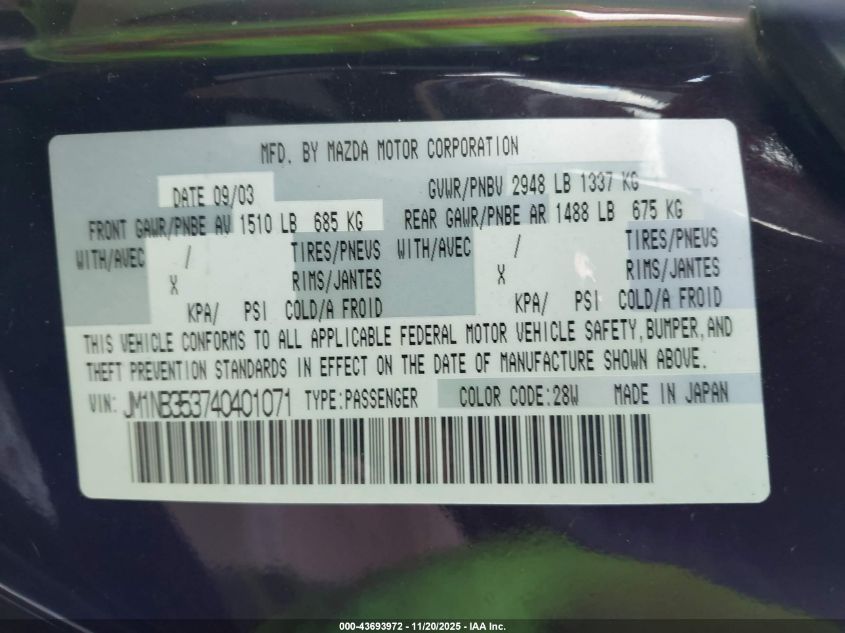 MFD. BY MAZDA MOTOR CORPORATION
DATE 09/03 GVWR/PNBV 2948 LB 1337 KG
FRONT GAWR/PNBE AV 1510 LB 685 KG REAR GAWR/PNBE AR 1488 LB 675 KG
WITH/AVEC / TIRES/PNEUS WITH/AVEC / TIRES/PNEUS
X RIMS/JANTES X RIMS/JANTES
KPA/ PSI COLD/A FROID KPA/ PSI COLD/A FROID
THIS VEHICLE CONFORMS TO ALL APPLICABLE FEDERAL MOTOR VEHICLE SAFETY, BUMPER, AND
THEFT PREVENTION STANDARDS IN EFFECT ON THE DATE OF MANUFACTURE SHOWN ABOVE.
VIN: JM1NB353740401071 TYPE:PASSENGER COLOR CODE:28W MADE IN JAPAN
000-43693972 - 11/20/2025 - IAA Inc.